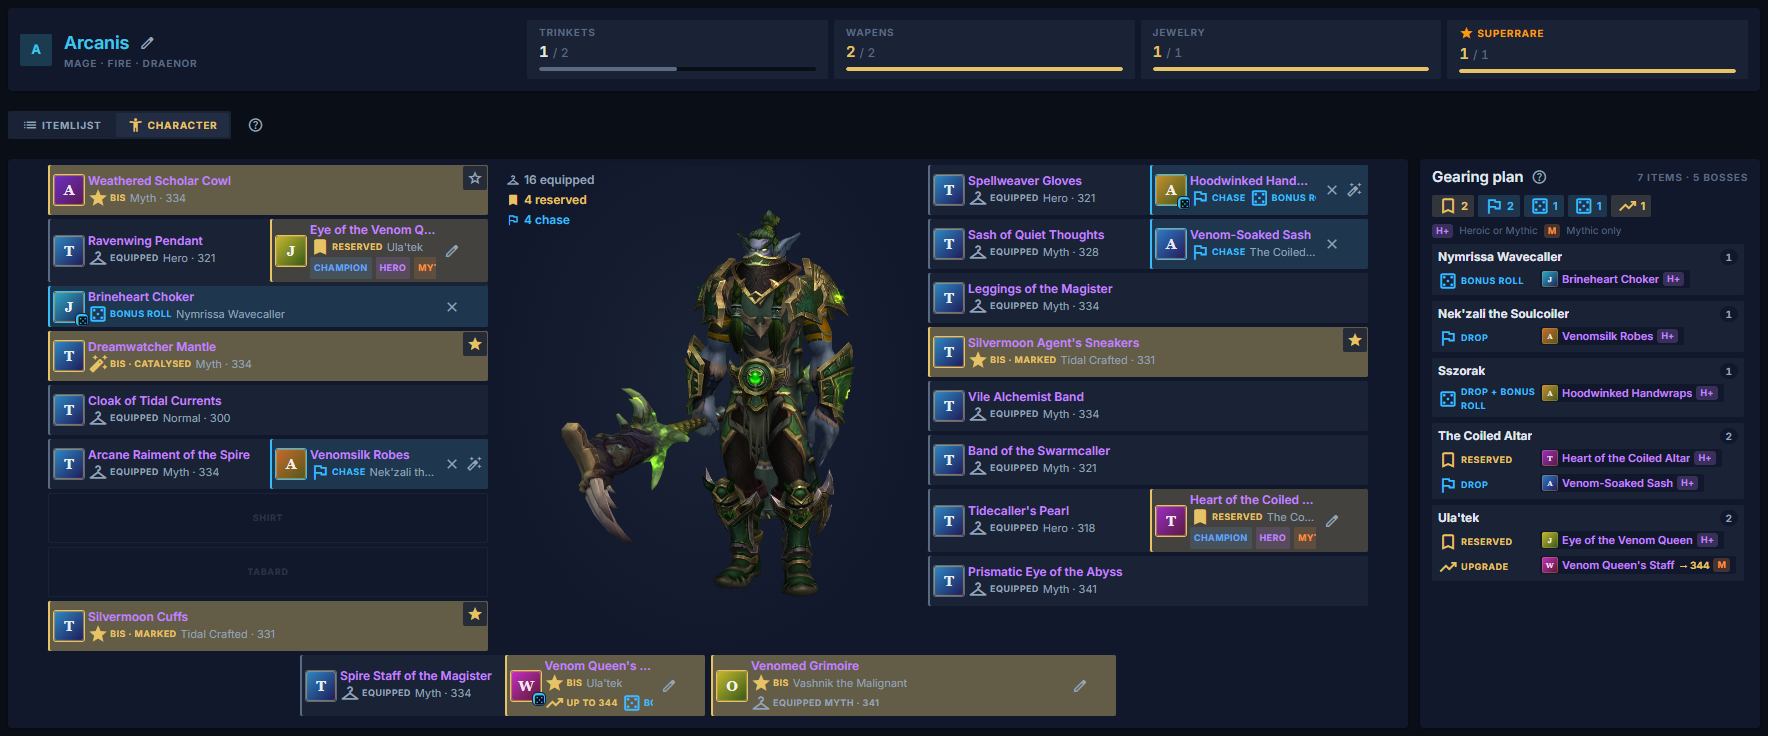 A
Arcanis
MAGE · FIRE · DRAENOR
TRINKETS
1 / 2
WAPENS
2 / 2
JEWELRY
1 / 1
SUPERRARE
1 / 1
ITEMLIJST
CHARACTER
?
A
Weathered Scholar Cowl
BIS Myth · 334
T
Ravenwing Pendant
EQUIPPED Hero · 321
J
Eye of the Venom Q...
RESERVED Ula'tek
CHAMPION HERO MY
J
Brineheart Choker
BONUS ROLL Nymrissa Wavecaller
T
Dreamwatcher Mantle
BIS · CATALYSED Myth · 334
T
Cloak of Tidal Currents
EQUIPPED Normal · 300
T
Arcane Raiment of the Spire
EQUIPPED Myth · 334
A
Venomsilk Robes
CHASE Nek'zali th...
SHIRT
TABARD
T
Silvermoon Cuffs
BIS · MARKED Tidal Crafted · 331
16 equipped
4 reserved
4 chase
T
Spellweaver Gloves
EQUIPPED Hero · 321
A
Hoodwinked Hand...
CHASE BONUS R
T
Sash of Quiet Thoughts
EQUIPPED Myth · 328
A
Venom-Soaked Sash
CHASE The Coiled...
T
Leggings of the Magister
EQUIPPED Myth · 334
T
Silvermoon Agent's Sneakers
BIS · MARKED Tidal Crafted · 331
T
Vile Alchemist Band
EQUIPPED Myth · 334
T
Band of the Swarmcaller
EQUIPPED Myth · 321
T
Tidecaller's Pearl
EQUIPPED Hero · 318
T
Heart of the Coiled ...
RESERVED The Co...
CHAMPION HERO MY
T
Prismatic Eye of the Abyss
EQUIPPED Myth · 341
T
Spire Staff of the Magister
EQUIPPED Myth · 334
W
Venom Queen's ...
BIS Ula'tek
UP TO 344
O
Venomed Grimoire
BIS Vashnik the Malignant
EQUIPPED MYTH · 341
Gearing plan ?
7 ITEMS · 5 BOSSES
2 2 1 1 1
H+ Heroic or Mythic M Mythic only
Nymrissa Wavecaller 1
BONUS ROLL J Brineheart Choker H+
Nek'zali the Soulcoiler 1
DROP A Venomsilk Robes H+
Sszorak 1
DROP + BONUS ROLL A Hoodwinked Handwraps H+
The Coiled Altar 2
RESERVED T Heart of the Coiled Altar H+
DROP A Venom-Soaked Sash H+
Ula'tek 2
RESERVED J Eye of the Venom Queen H+
UPGRADE W Venom Queen's Staff → 344 M